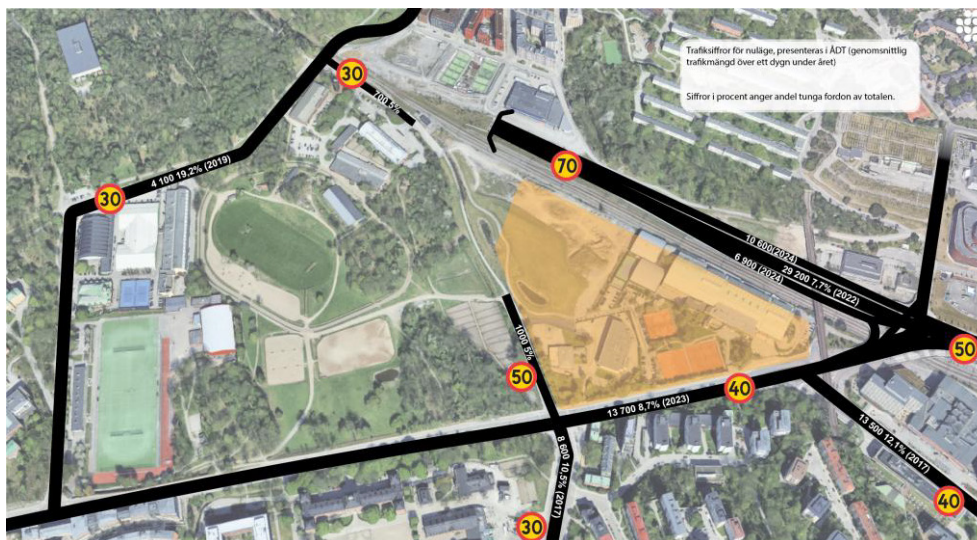 Trafiksiffror för nuläge, presenteras i ÅDT (genomsnittlig
trafikmängd över ett dygn under året)
Siffror i procent anger andel tunga fordon av totalen.
30
700 5%
70
4 100 19,2% (2019)
30
10 600(2024)
6 900 (2024)
29 200 7,7% (2022)
50
1000 5%
50
40
13 700 8,7% (2023)
13 500 12,1% (2017)
40
8 600 10,5% (2017)
30